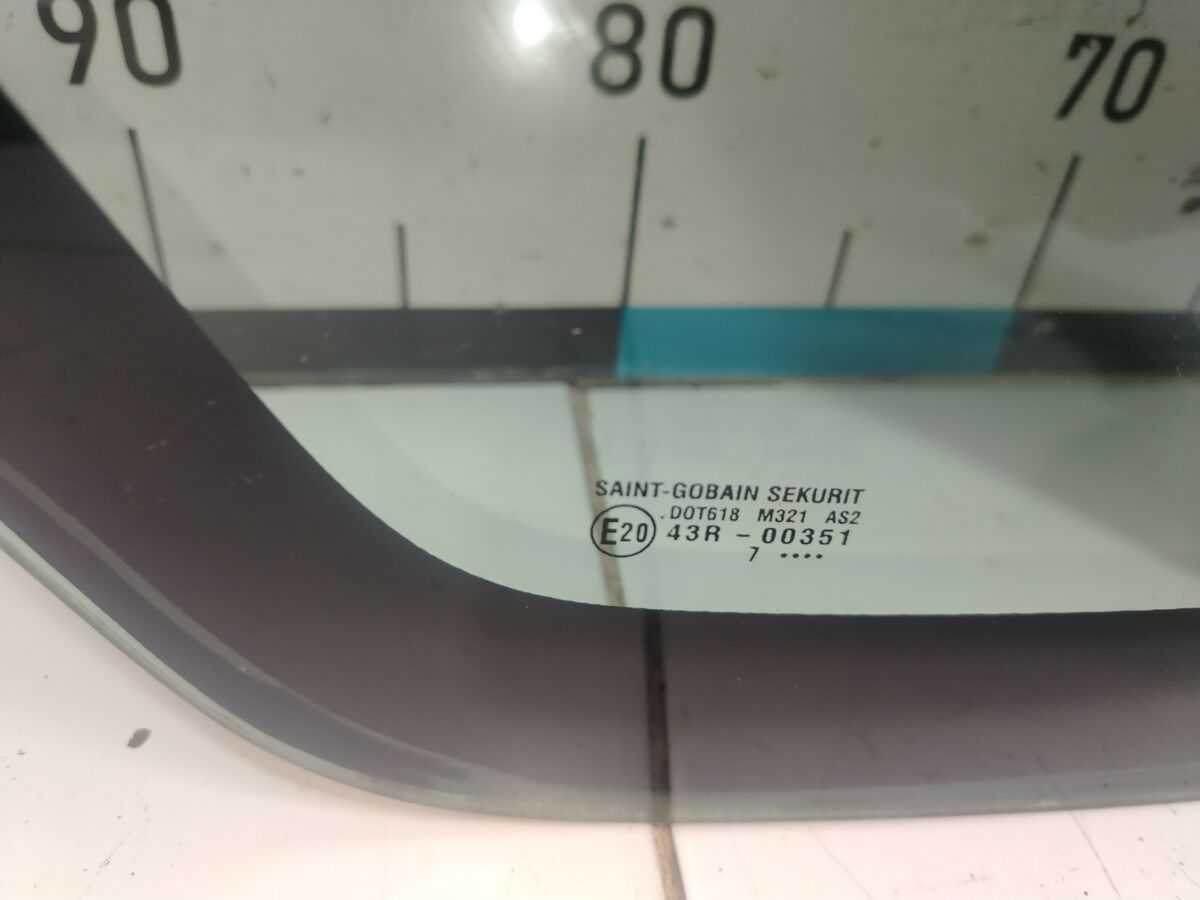 90 80 70
SAINT-GOBAIN SEKURIT
.DOT618 M321 AS2
E20 43R - 00351
7 ••••